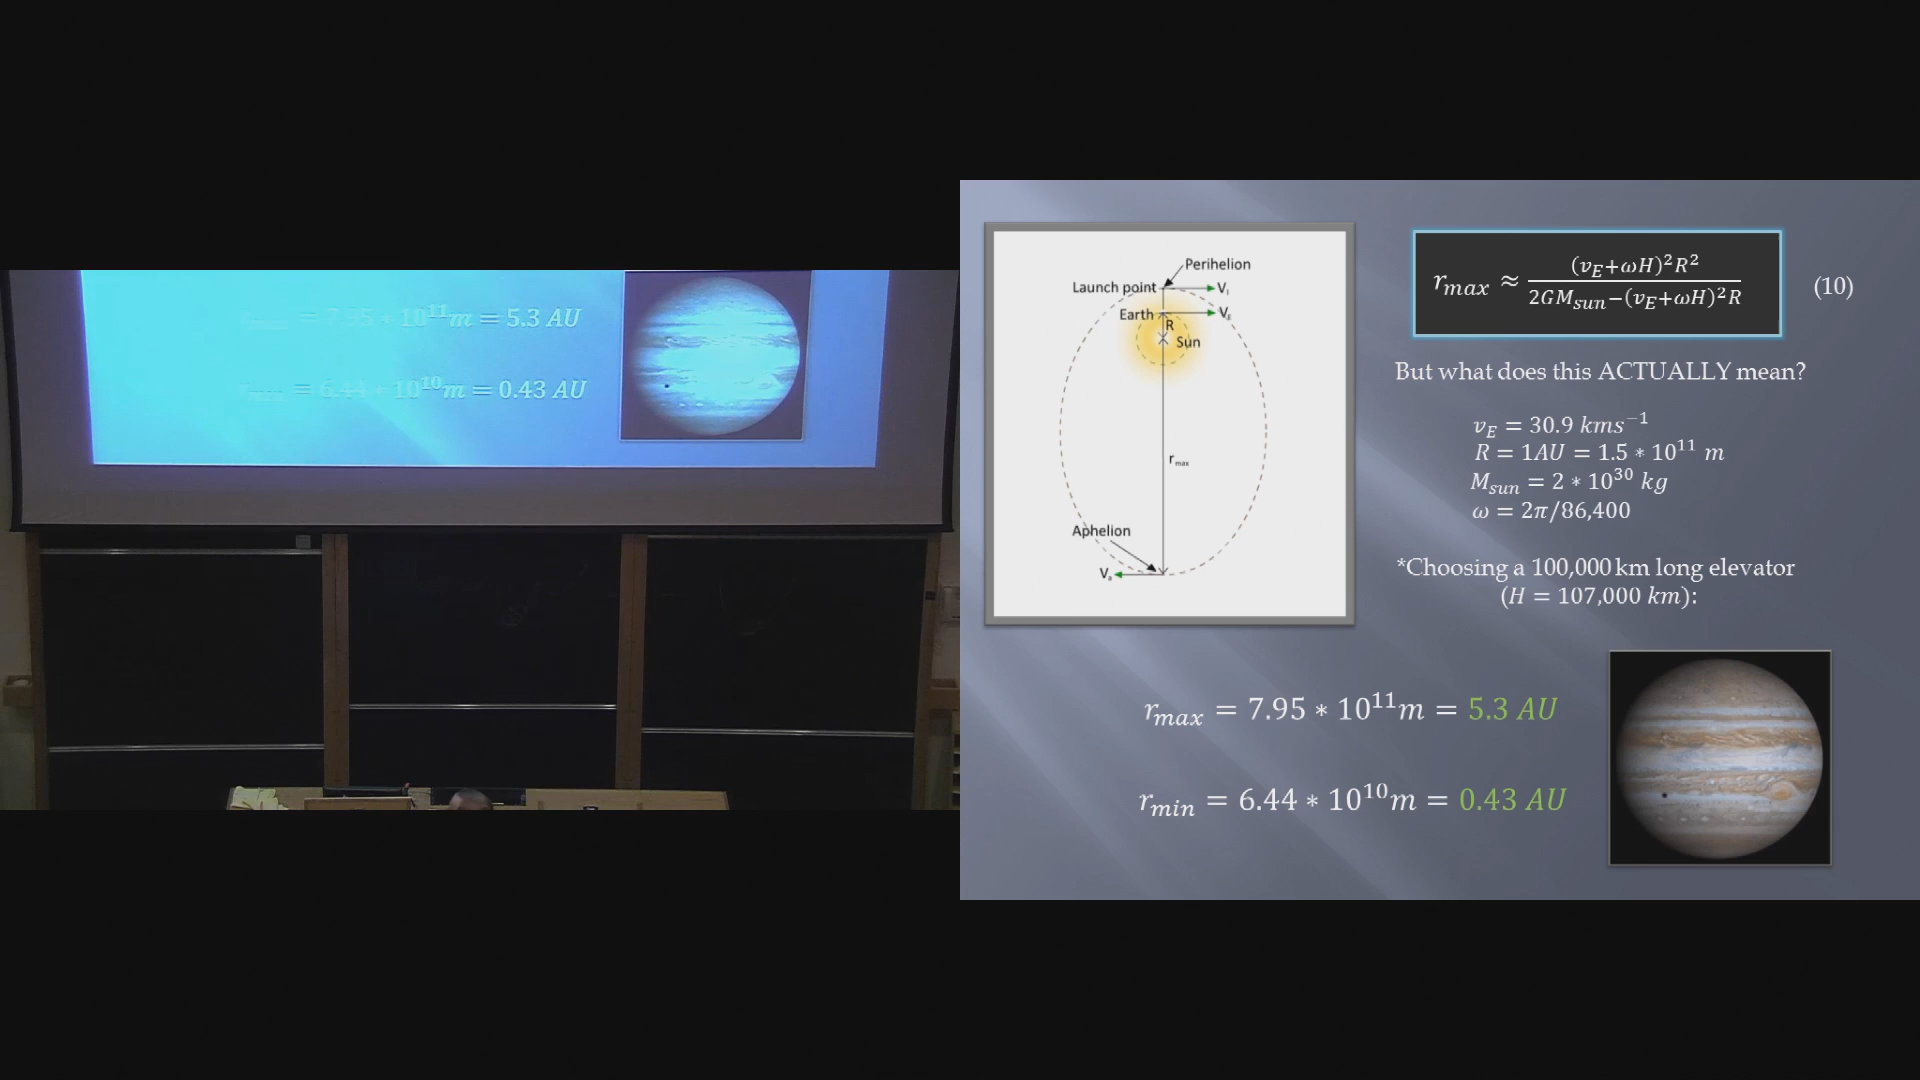 = 7.95 * 10¹¹m = 5.3 AU
= 6.44 * 10¹⁰m = 0.43 AU
Perihelion
Launch point
Vₗ
Earth
V_E
R
Sun
r_max
Aphelion
Vₐ
r_max ≈ (v_E+ωH)²R² / 2GM_sun−(v_E+ωH)²R (10)
But what does this ACTUALLY mean?
v_E = 30.9 kms⁻¹
R = 1AU = 1.5 * 10¹¹ m
M_sun = 2 * 10³⁰ kg
ω = 2π/86,400
*Choosing a 100,000 km long elevator
(H = 107,000 km):
r_max = 7.95 * 10¹¹m = 5.3 AU
r_min = 6.44 * 10¹⁰m = 0.43 AU